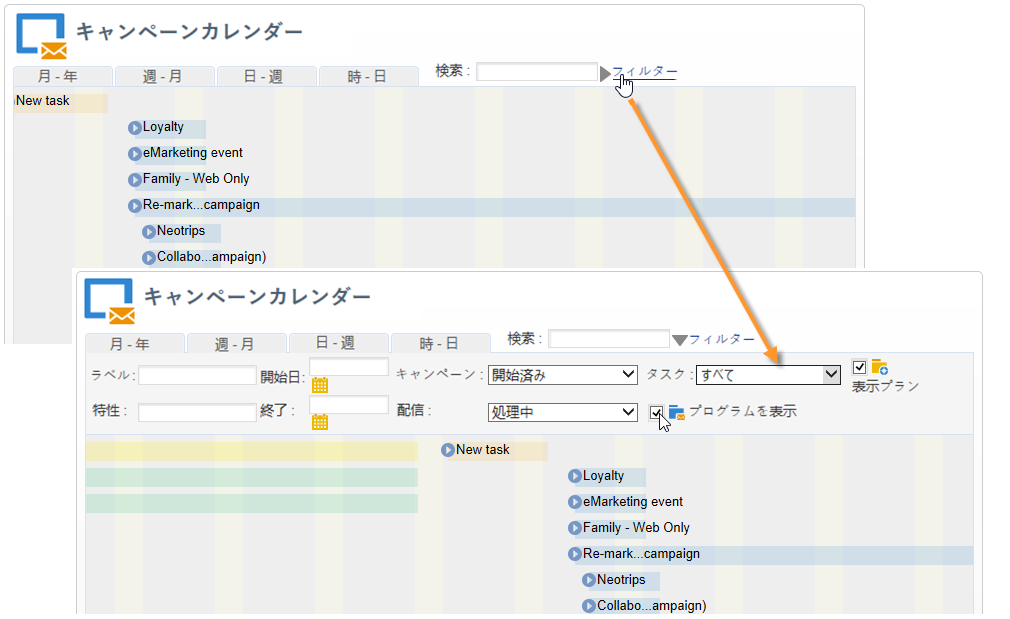 キャンペーンカレンダー
月 - 年 週 - 月 日 - 週 時 - 日 検索 : フィルター
New task
Loyalty
eMarketing event
Family - Web Only
Re-mark...campaign
Neotrips
Collabo...ampaign)
キャンペーンカレンダー
月 - 年 週 - 月 日 - 週 時 - 日 検索 : フィルター
ラベル: 開始日: キャンペーン : 開始済み タスク : すべて 表示プラン
特性 : 終了 : 配信 : 処理中 プログラムを表示
New task
Loyalty
eMarketing event
Family - Web Only
Re-mark...campaign
Neotrips
Collabo...ampaign)